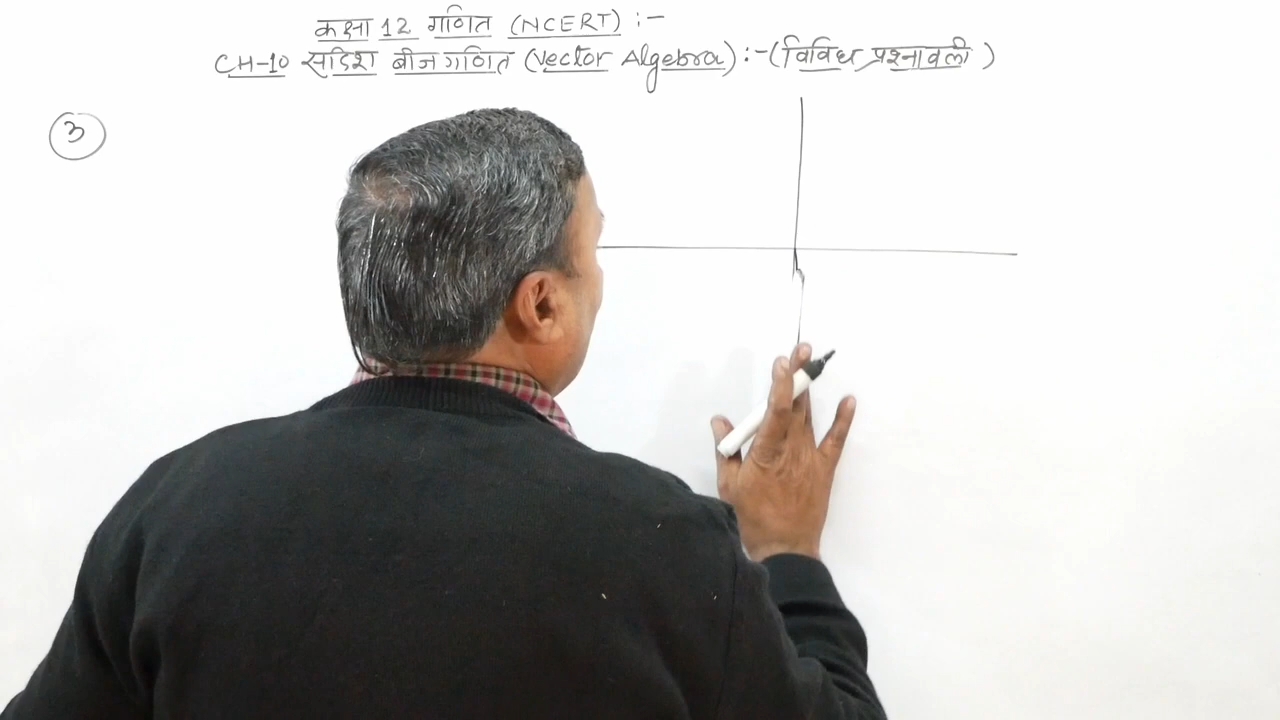 कक्षा 12 गणित (NCERT) :-
CH-10 सदिश बीजगणित (Vector Algebra) :- (विविध प्रश्नावली )
3